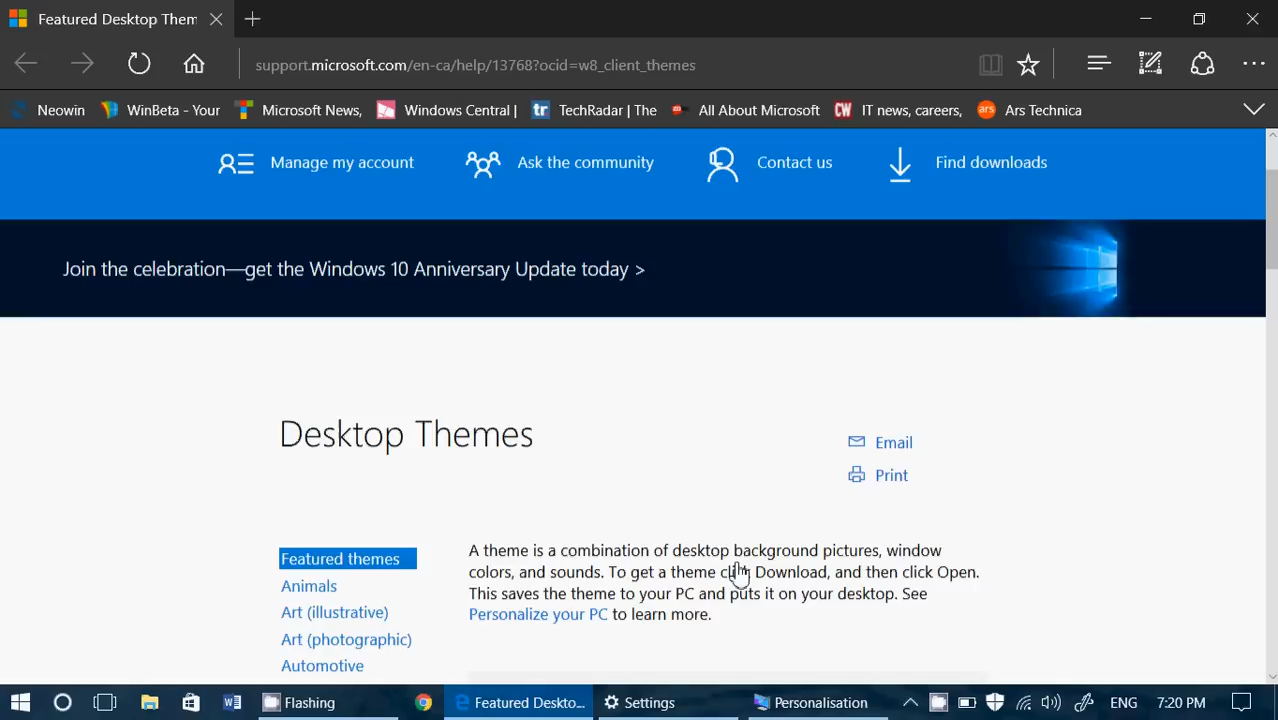 Featured Desktop Them
support.microsoft.com/en-ca/help/13768?ocid=w8_client_themes
Neowin
WinBeta - Your
Microsoft News,
Windows Central |
tr
TechRadar | The
All About Microsoft
CW
IT news, careers,
ars
Ars Technica
Manage my account
Ask the community
Contact us
Find downloads
Join the celebration—get the Windows 10 Anniversary Update today >
Desktop Themes
Email
Print
Featured themes
Animals
Art (illustrative)
Art (photographic)
Automotive
A theme is a combination of desktop background pictures, window
colors, and sounds. To get a theme click Download, and then click Open.
This saves the theme to your PC and puts it on your desktop. See
Personalize your PC to learn more.
Flashing
Featured Deskto...
Settings
Personalisation
ENG
7:20 PM